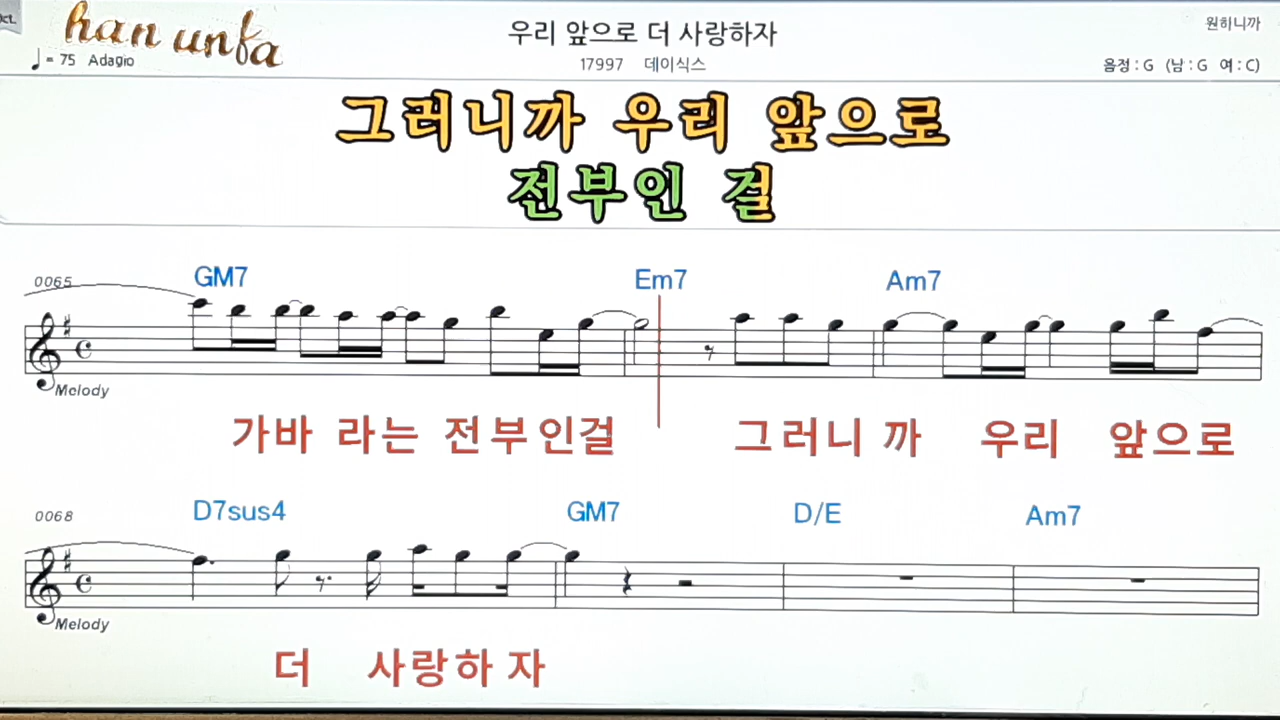 ct.
han unfa
우리 앞으로 더 사랑하자
원하니까
♩= 75 Adagio
17997 데이식스
음정 : G (남 : G 여 : C)
그러니까 우리 앞으로
전부인 걸
0065 GM7 Em7 Am7
Melody
가바 라는 전부인걸 그러니 까 우리 앞으로
0068 D7sus4 GM7 D/E Am7
Melody
더 사랑하 자